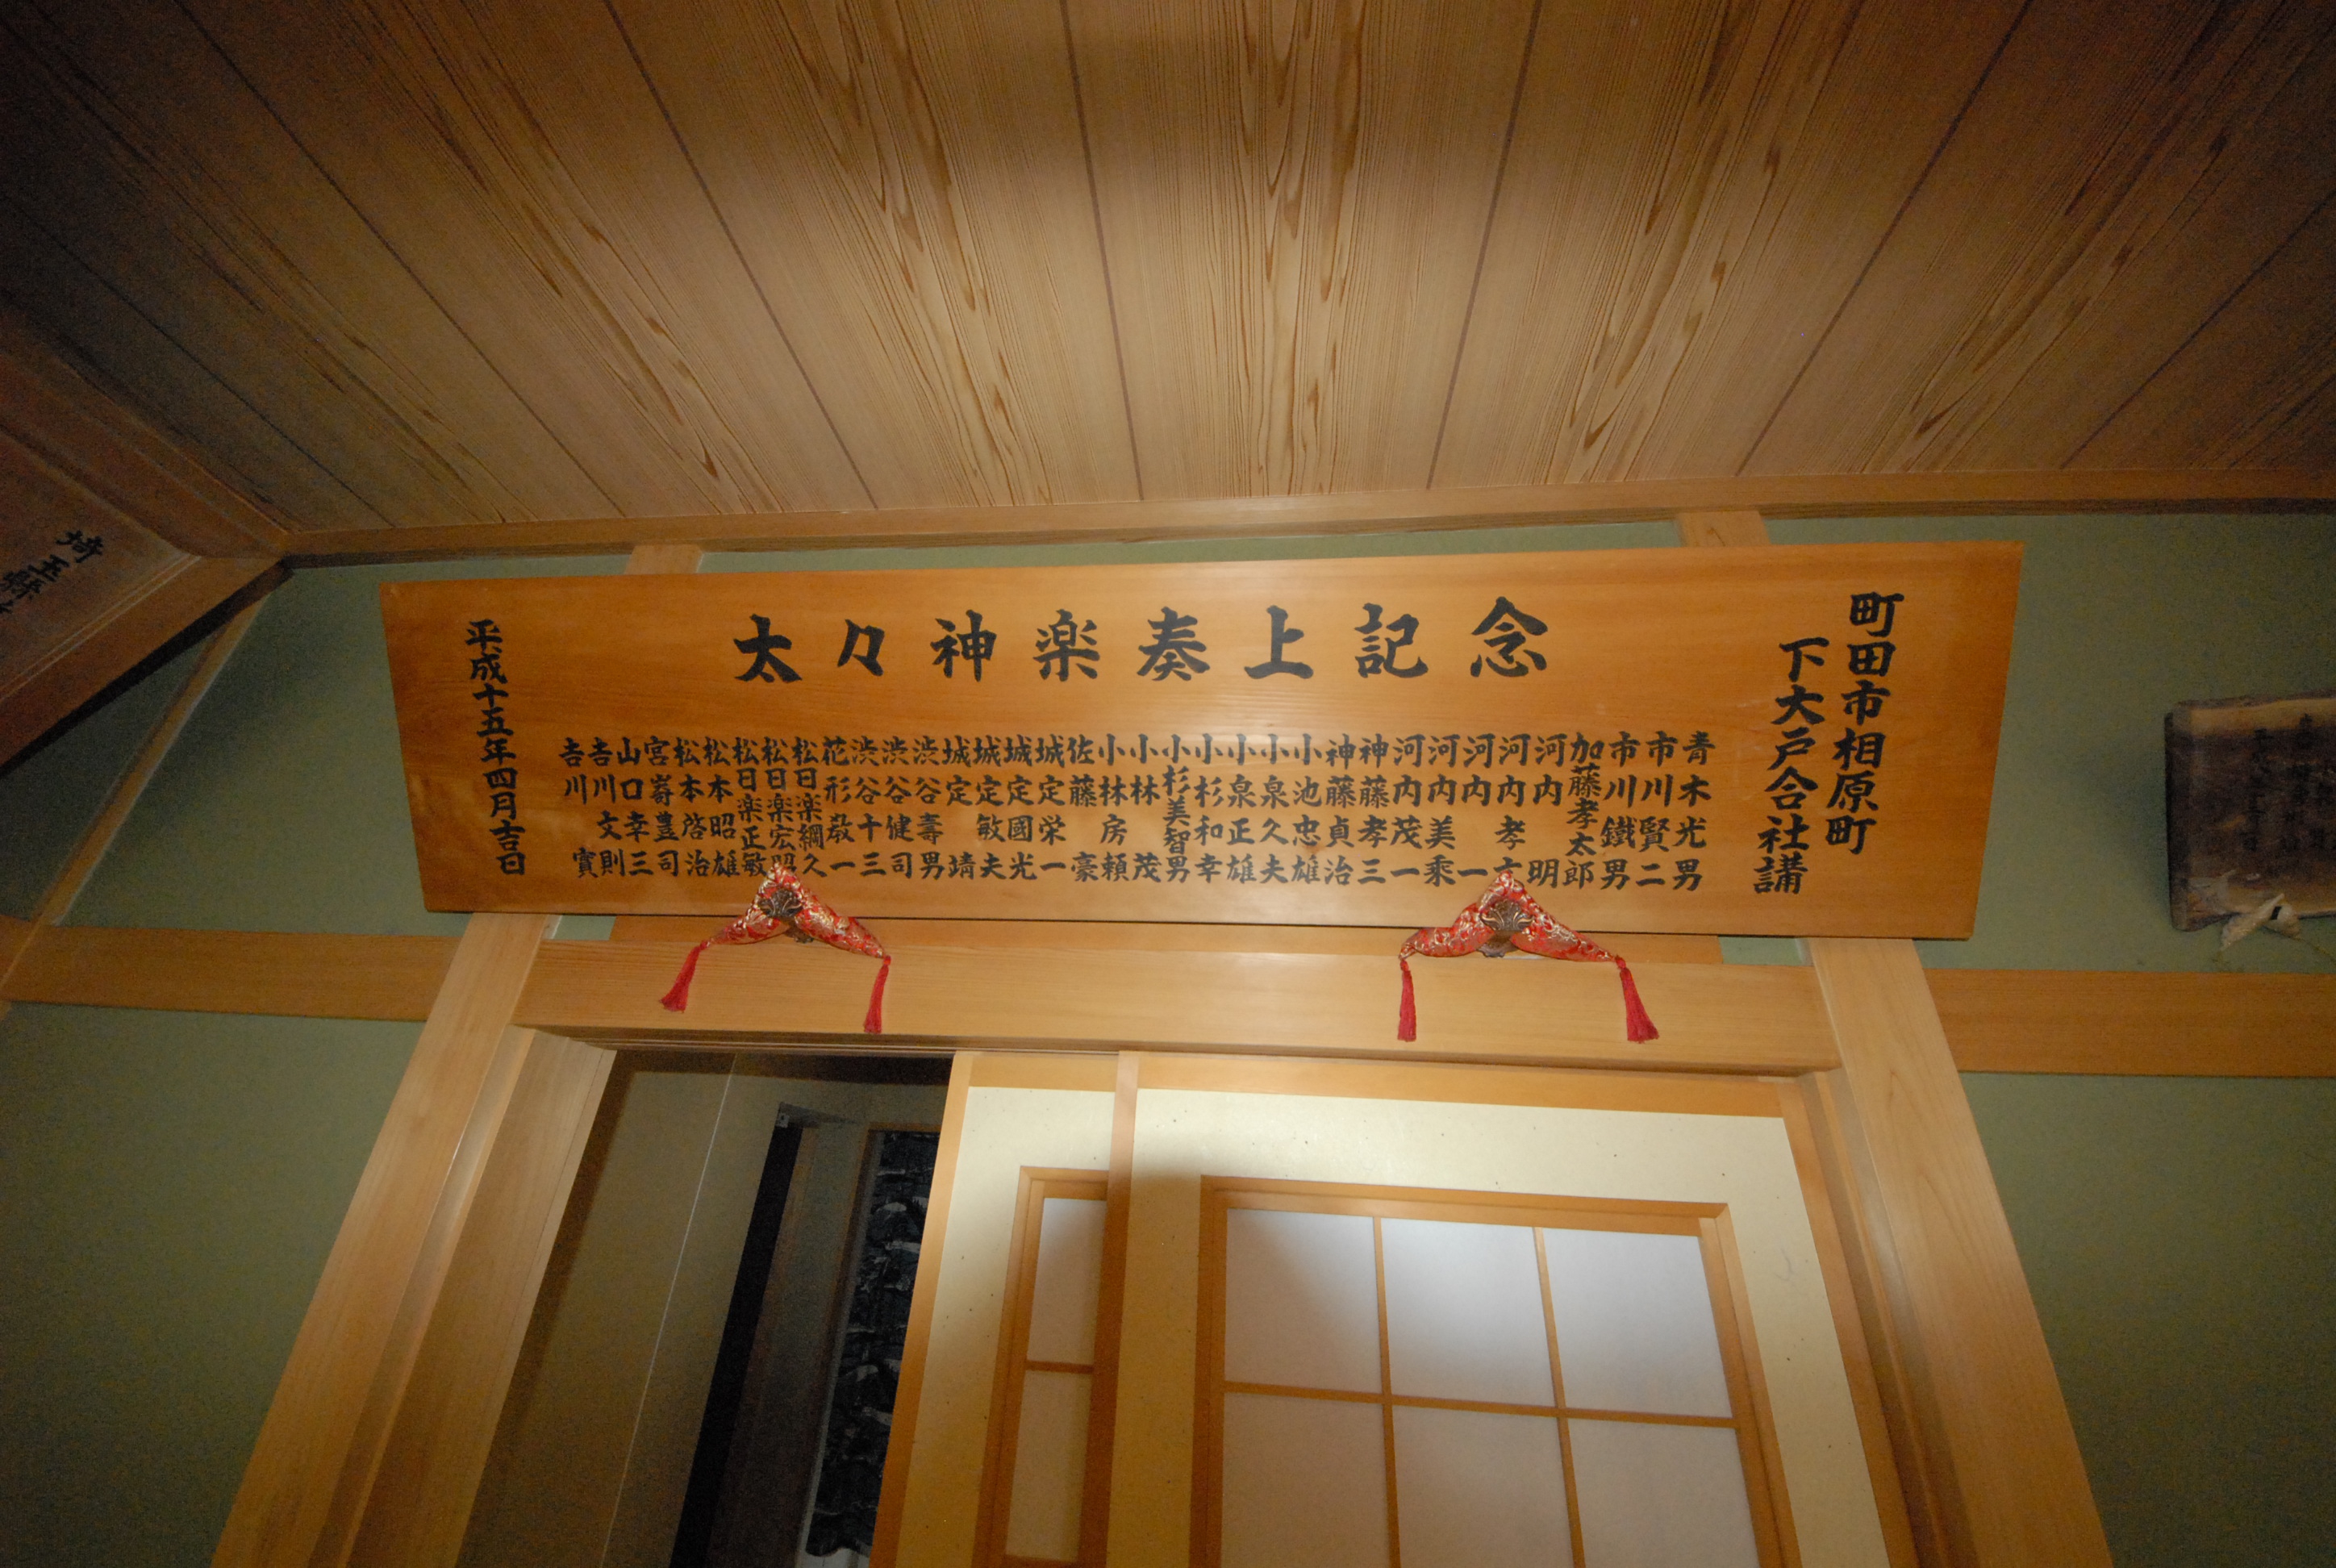 太々神楽奏上記念
町田市相原町
下大戸合社講
青木光男
市川賢二
市川鐵男
加藤孝太郎
河内明
河内孝
河内一
河内美乘
河内茂一
神藤孝三
神藤貞治
小池忠雄
小泉久夫
小泉正雄
小杉和幸
小杉美智男
小林茂
小林房頼
佐藤豪
城定栄一
城定國光
城定敏夫
城定靖
渋谷壽男
渋谷健司
渋谷十三
花形敬一
松日楽綱久
松日楽宏昭
松日楽正敏
松本昭雄
松本啓治
宮嵜豊司
山口幸三
吉川文則
吉川實
平成十五年四月吉日
埼玉縣